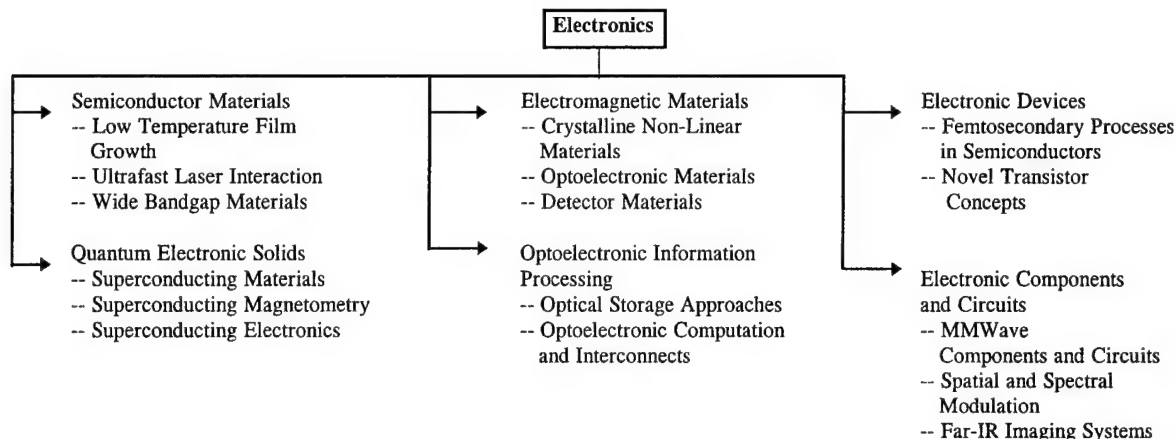 Electronics
Semiconductor Materials
-- Low Temperature Film
Growth
-- Ultrafast Laser Interaction
-- Wide Bandgap Materials
Quantum Electronic Solids
-- Superconducting Materials
-- Superconducting Magnetometry
-- Superconducting Electronics
Electromagnetic Materials
-- Crystalline Non-Linear
Materials
-- Optoelectronic Materials
-- Detector Materials
Optoelectronic Information
Processing
-- Optical Storage Approaches
-- Optoelectronic Computation
and Interconnects
Electronic Devices
-- Femtosecondary Processes
in Semiconductors
-- Novel Transistor
Concepts
Electronic Components
and Circuits
-- MMWave
Components and Circuits
-- Spatial and Spectral
Modulation
-- Far-IR Imaging Systems